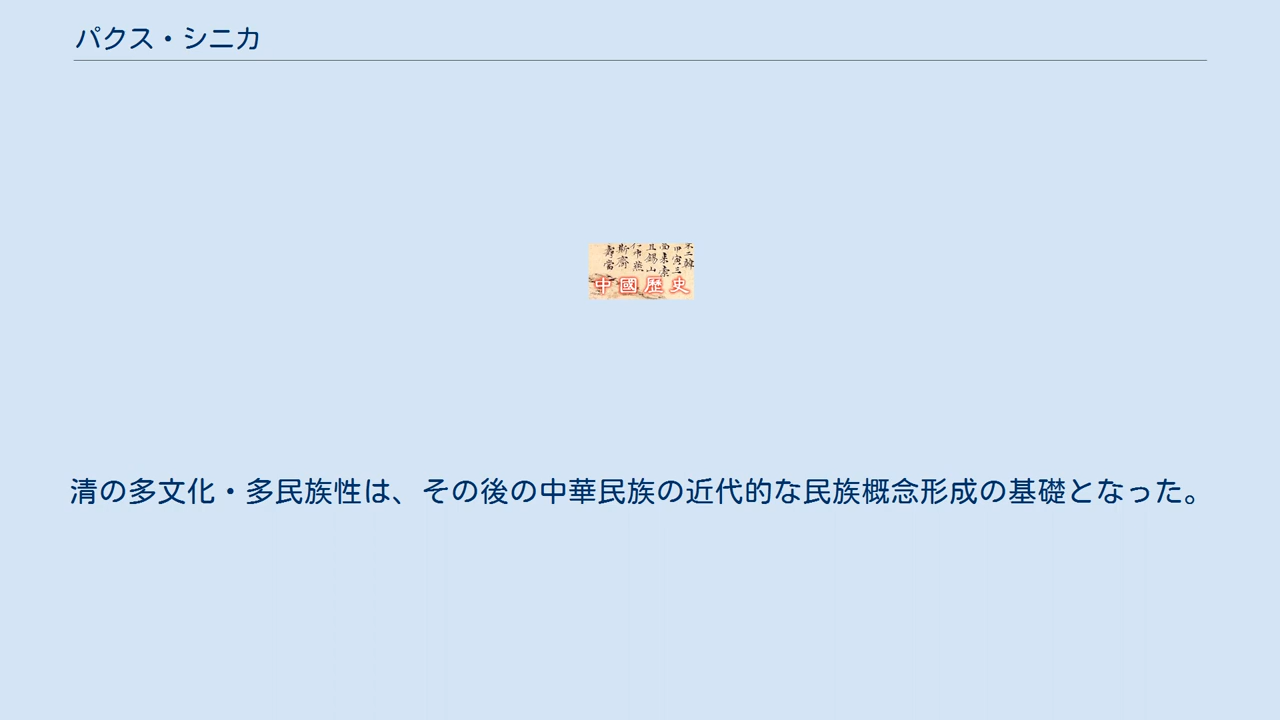 パクス・シニカ
中國歷史
清の多文化・多民族性は、その後の中華民族の近代的な民族概念形成の基礎となった。